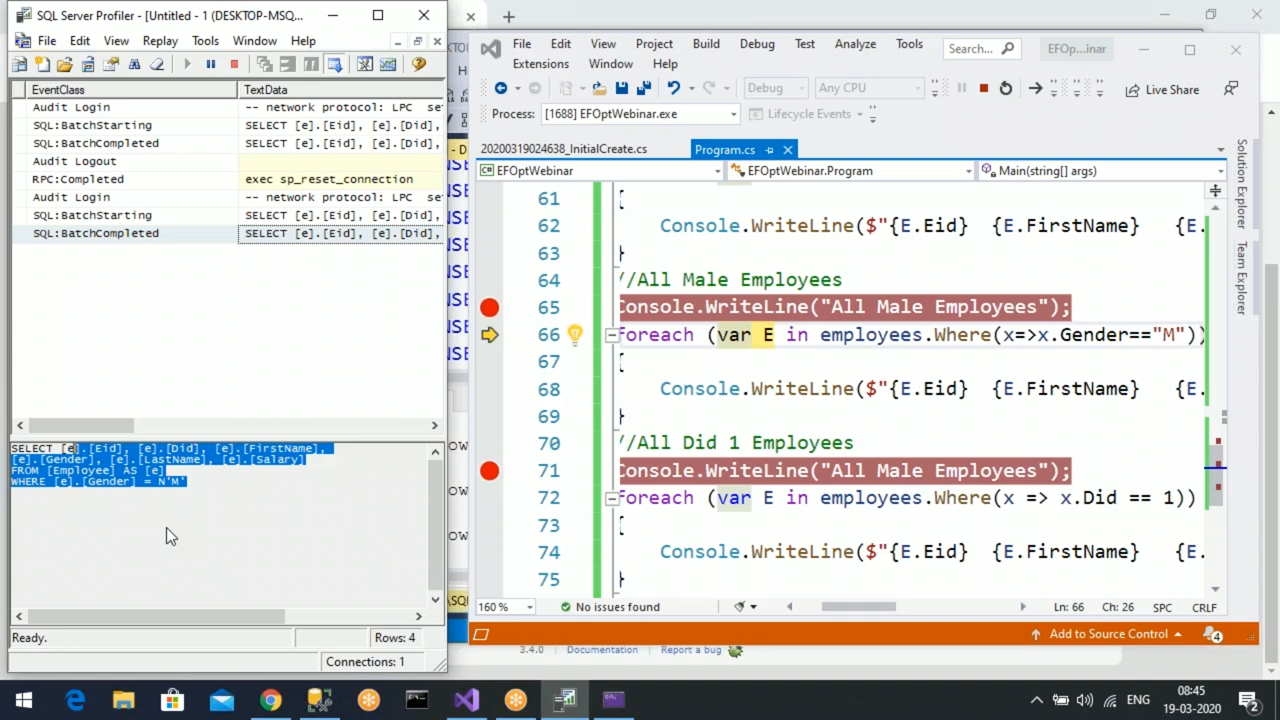 SQL Server Profiler - [Untitled - 1 (DESKTOP-MSQ...
File Edit View Replay Tools Window Help
EventClass TextData
Audit Login -- network protocol: LPC se
SQL:BatchStarting SELECT [e].[Eid], [e].[Did],
SQL:BatchCompleted SELECT [e].[Eid], [e].[Did],
Audit Logout
RPC:Completed exec sp_reset_connection
Audit Login -- network protocol: LPC se
SQL:BatchStarting SELECT [e].[Eid], [e].[Did],
SQL:BatchCompleted SELECT [e].[Eid], [e].[Did],
SELECT [e].[Eid], [e].[Did], [e].[FirstName],
[e].[Gender], [e].[LastName], [e].[Salary]
FROM [Employee] AS [e]
WHERE [e].[Gender] = N'M'
Ready. Rows: 4
Connections: 1
File Edit View Project Build Debug Test Analyze Tools Search... EFOp...inar
Extensions Window Help
Debug Any CPU Live Share
Process: [1688] EFOptWebinar.exe Lifecycle Events
20200319024638_InitialCreate.cs Program.cs
EFOptWebinar EFOptWebinar.Program Main(string[] args)
61 {
62 Console.WriteLine($"{E.Eid} {E.FirstName} {E.
63 }
64 //All Male Employees
65 Console.WriteLine("All Male Employees");
66 foreach (var E in employees.Where(x=>x.Gender=="M"))
67 {
68 Console.WriteLine($"{E.Eid} {E.FirstName} {E.
69 }
70 //All Did 1 Employees
71 Console.WriteLine("All Male Employees");
72 foreach (var E in employees.Where(x => x.Did == 1))
73 {
74 Console.WriteLine($"{E.Eid} {E.FirstName} {E.
75 }
160 % No issues found Ln: 66 Ch: 26 SPC CRLF
Add to Source Control 4
Solution Explorer
Team Explorer
3.4.0 Documentation Report a bug
ENG 08:45
19-03-2020 2